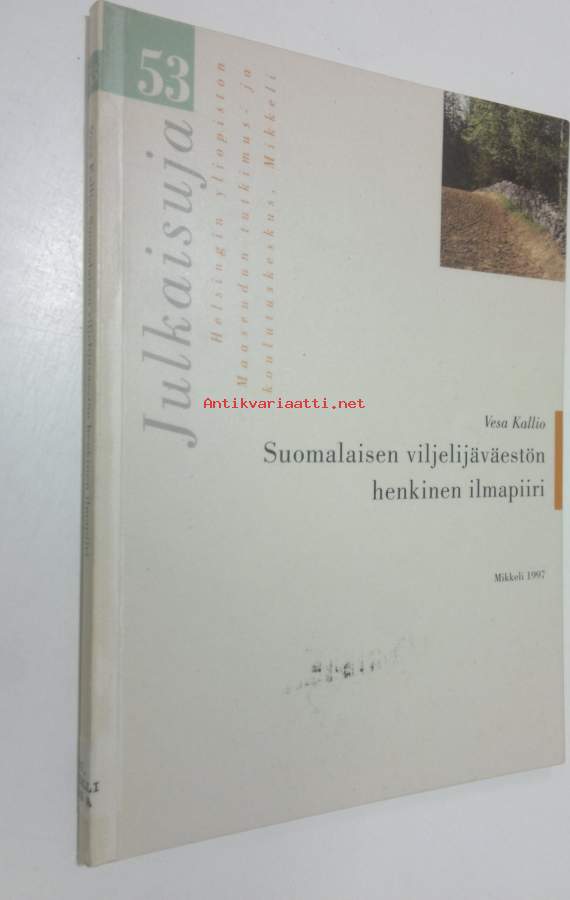 53
Julkaisuja
Helsingin yliopiston
Maaseudun tutkimus- ja
koulutuskeskus, Mikkeli
Antikvariaatti.net
Vesa Kallio
Suomalaisen viljelijäväestön
henkinen ilmapiiri
Mikkeli 1997